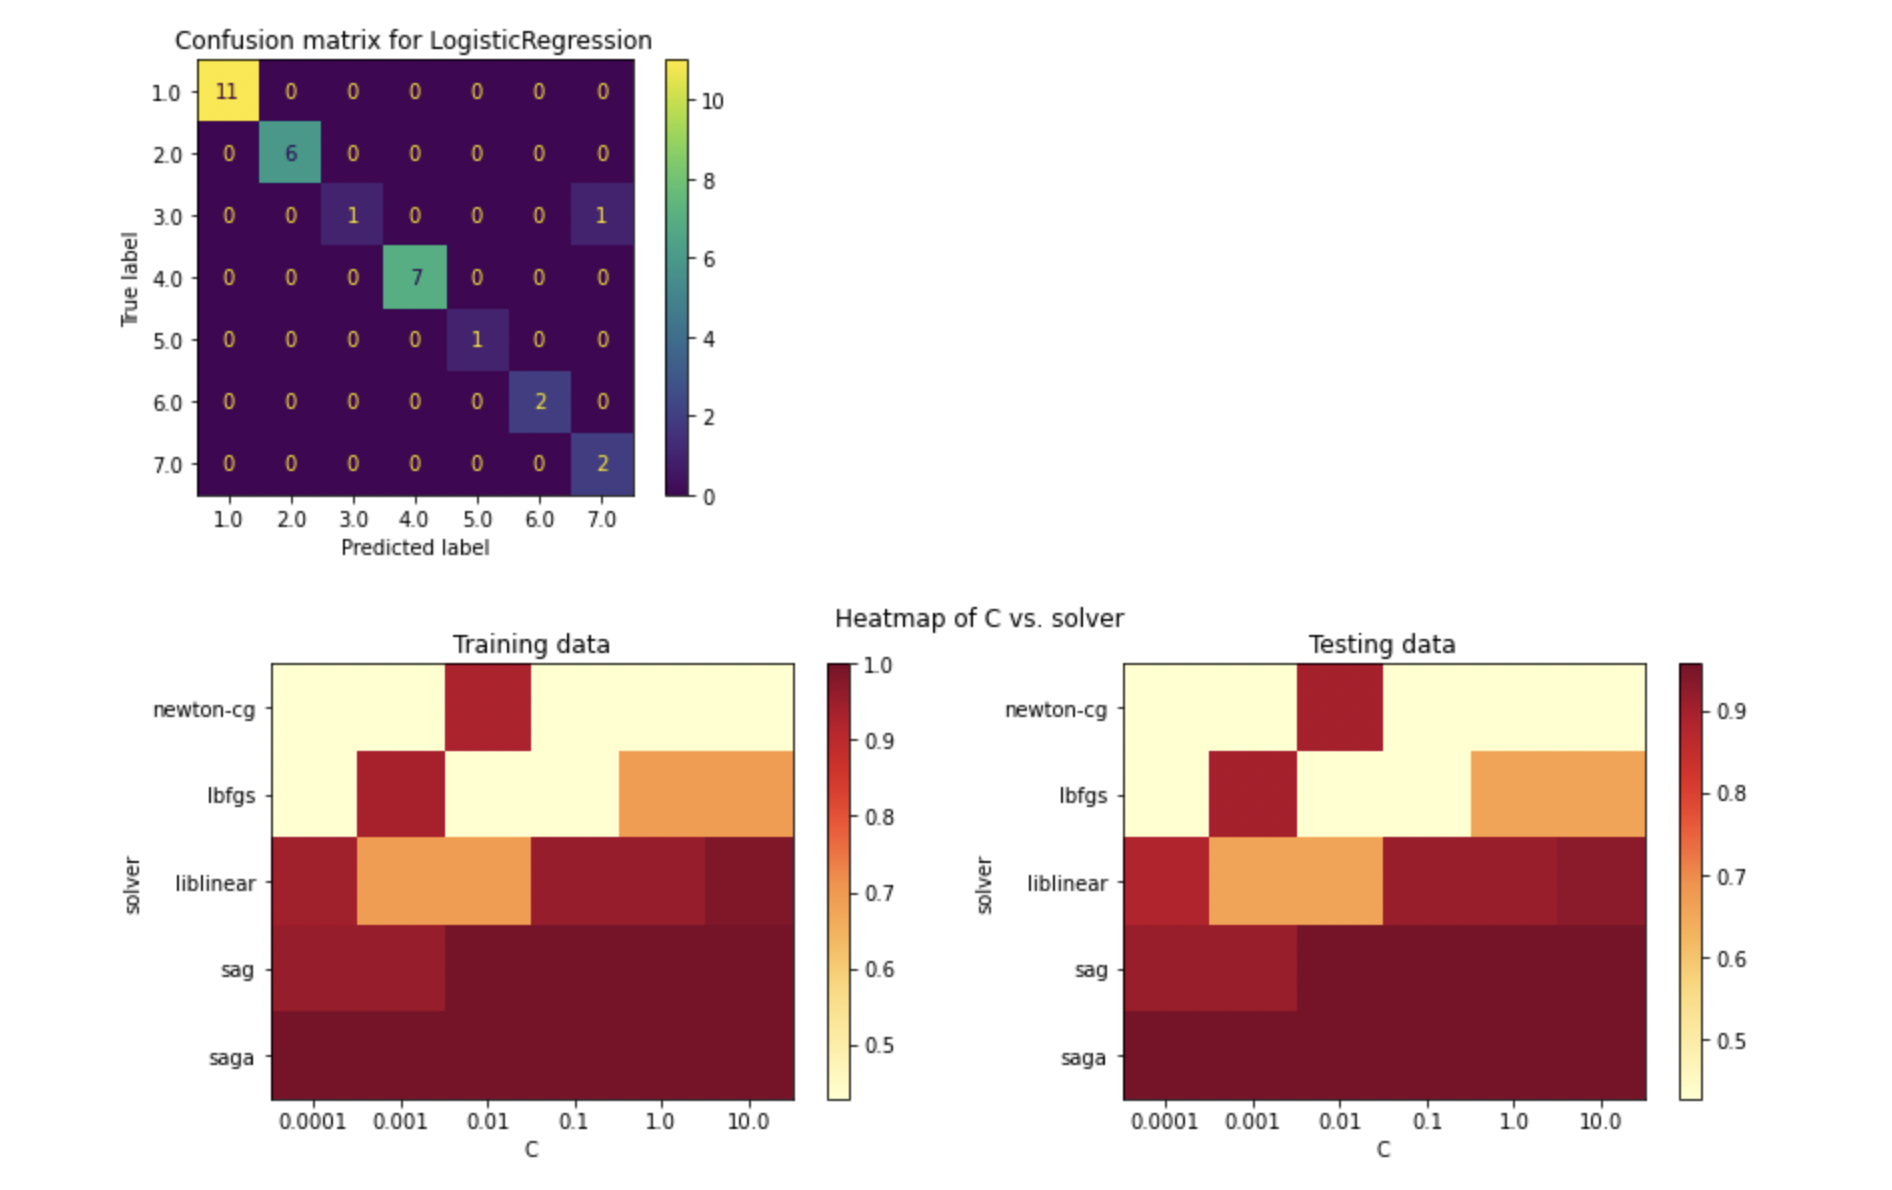 Confusion matrix for LogisticRegression
1.0 11 0 0 0 0 0 0
2.0 0 6 0 0 0 0 0
3.0 0 0 1 0 0 0 1
4.0 0 0 0 7 0 0 0
5.0 0 0 0 0 1 0 0
6.0 0 0 0 0 0 2 0
7.0 0 0 0 0 0 0 2
True label
1.0 2.0 3.0 4.0 5.0 6.0 7.0
Predicted label
10
8
6
4
2
0
Heatmap of C vs. solver
Training data
newton-cg
lbfgs
liblinear
sag
saga
solver
0.0001 0.001 0.01 0.1 1.0 10.0
C
1.0
0.9
0.8
0.7
0.6
0.5
Testing data
newton-cg
lbfgs
liblinear
sag
saga
solver
0.0001 0.001 0.01 0.1 1.0 10.0
C
0.9
0.8
0.7
0.6
0.5